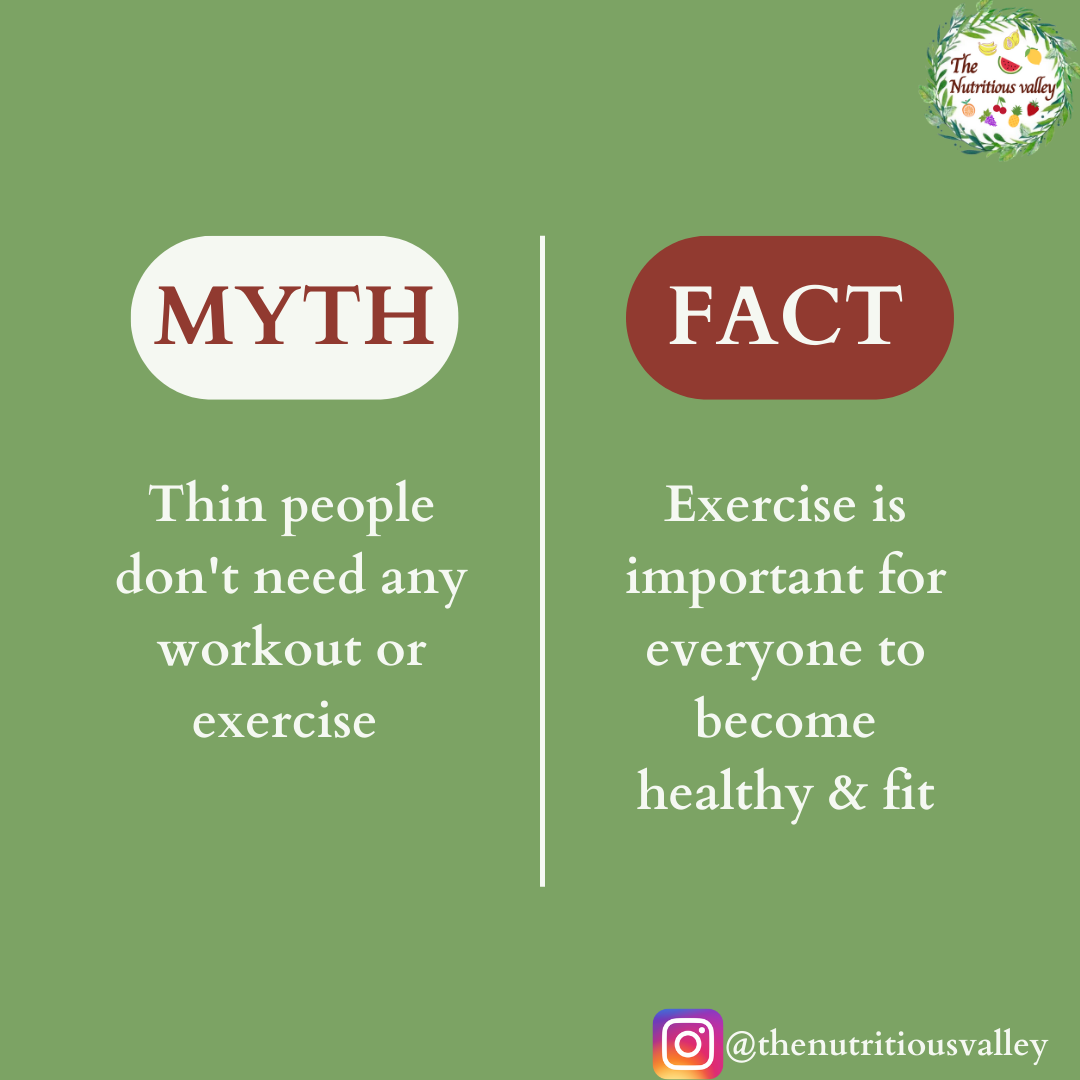 The
Nutritious valley
MYTH
Thin people
don't need any
workout or
exercise
FACT
Exercise is
important for
everyone to
become
healthy & fit
@thenutritiousvalley